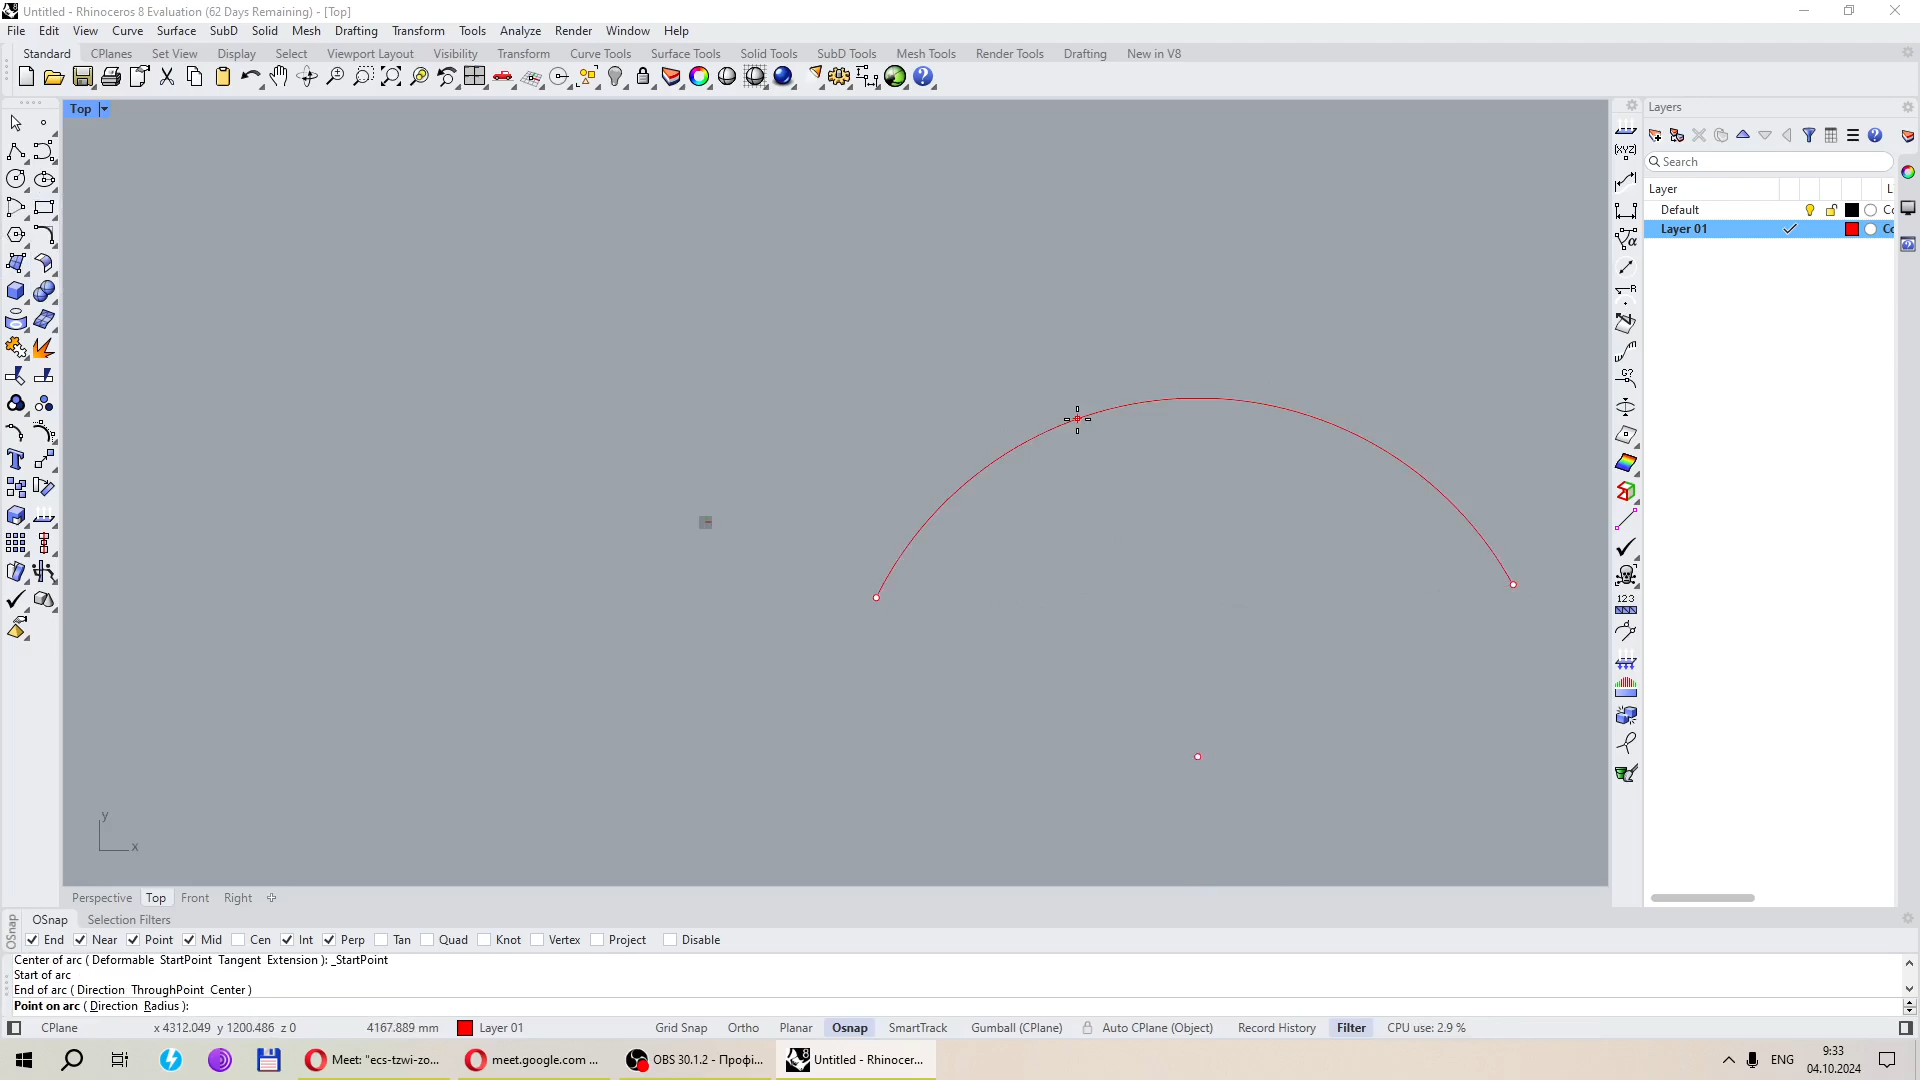 Untitled - Rhinoceros 8 Evaluation (62 Days Remaining) - [Top]
File Edit View Curve Surface SubD Solid Mesh Drafting Transform Tools Analyze Render Window Help
Standard CPlanes Set View Display Select Viewport Layout Visibility Transform Curve Tools Surface Tools Solid Tools SubD Tools Mesh Tools Render Tools Drafting New in V8
Top
Layers
Search
Layer L
Default Co
Layer 01 Co
y
x
Perspective Top Front Right
OSnap
OSnap Selection Filters
End Near Point Mid Cen Int Perp Tan Quad Knot Vertex Project Disable
Center of arc ( Deformable StartPoint Tangent Extension ): _StartPoint
Start of arc
End of arc ( Direction ThroughPoint Center )
Point on arc ( Direction Radius ):
CPlane x 4312.049 y 1200.486 z 0 4167.889 mm Layer 01 Grid Snap Ortho Planar Osnap SmartTrack Gumball (CPlane) Auto CPlane (Object) Record History Filter CPU use: 2.9 %
Meet: "ecs-tzwi-zo... meet.google.com ... OBS 30.1.2 - Профі... Untitled - Rhinocer... ENG 9:33
04.10.2024